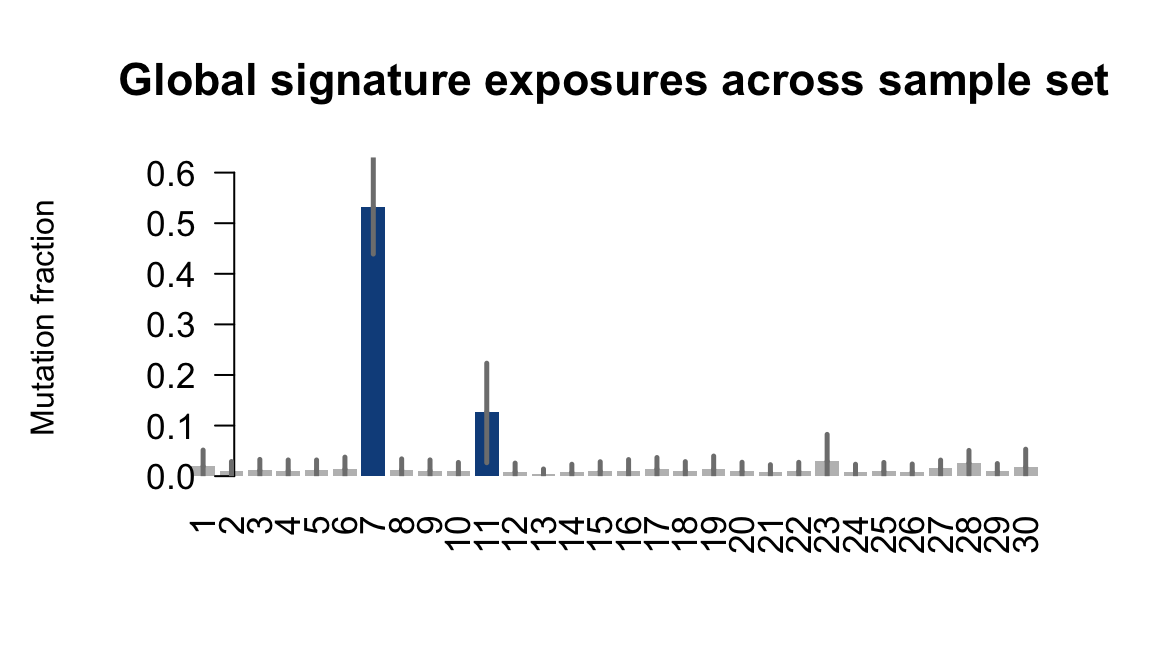 Global signature exposures across sample set
Mutation fraction
0.6
0.5
0.4
0.3
0.2
0.1
0.0
1 2 3 4 5 6 7 8 9 10 11 12 13 14 15 16 17 18 19 20 21 22 23 24 25 26 27 28 29 30